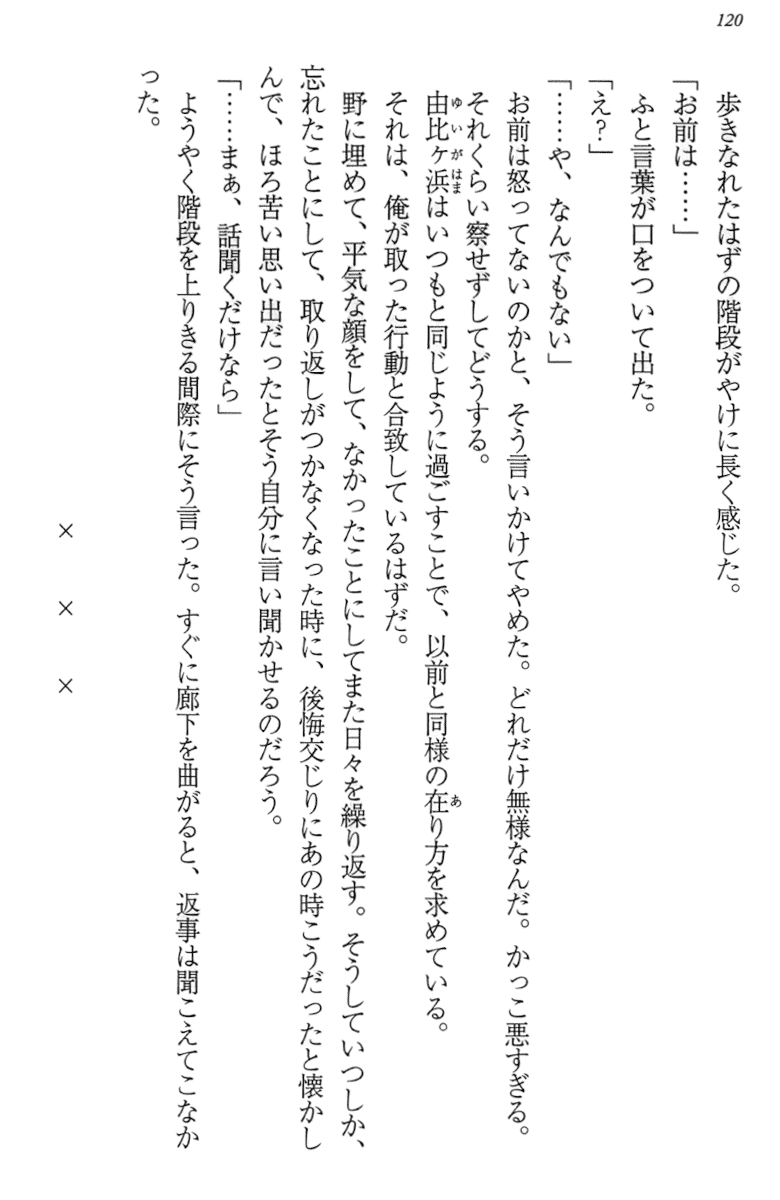 120
　歩きなれたはずの階段がやけに長く感じた。
「お前は……」
　ふと言葉が口をついて出た。
「え？」
「……や、なんでもない」
　お前は怒ってないのかと、そう言いかけてやめた。どれだけ無様なんだ。かっこ悪すぎる。
それくらい察せずしてどうする。
　由比ヶ浜はいつもと同じように過ごすことで、以前と同様の在り方を求めている。
　それは、俺が取った行動と合致しているはずだ。
　野に埋めて、平気な顔をして、なかったことにしてまた日々を繰り返す。そうしていつしか、
忘れたことにして、取り返しがつかなくなった時に、後悔交じりにあの時こうだったと懐かし
んで、ほろ苦い思い出だったとそう自分に言い聞かせるのだろう。
「……まぁ、話聞くだけなら」
　ようやく階段を上りきる間際にそう言った。すぐに廊下を曲がると、返事は聞こえてこなか
った。
×　×　×